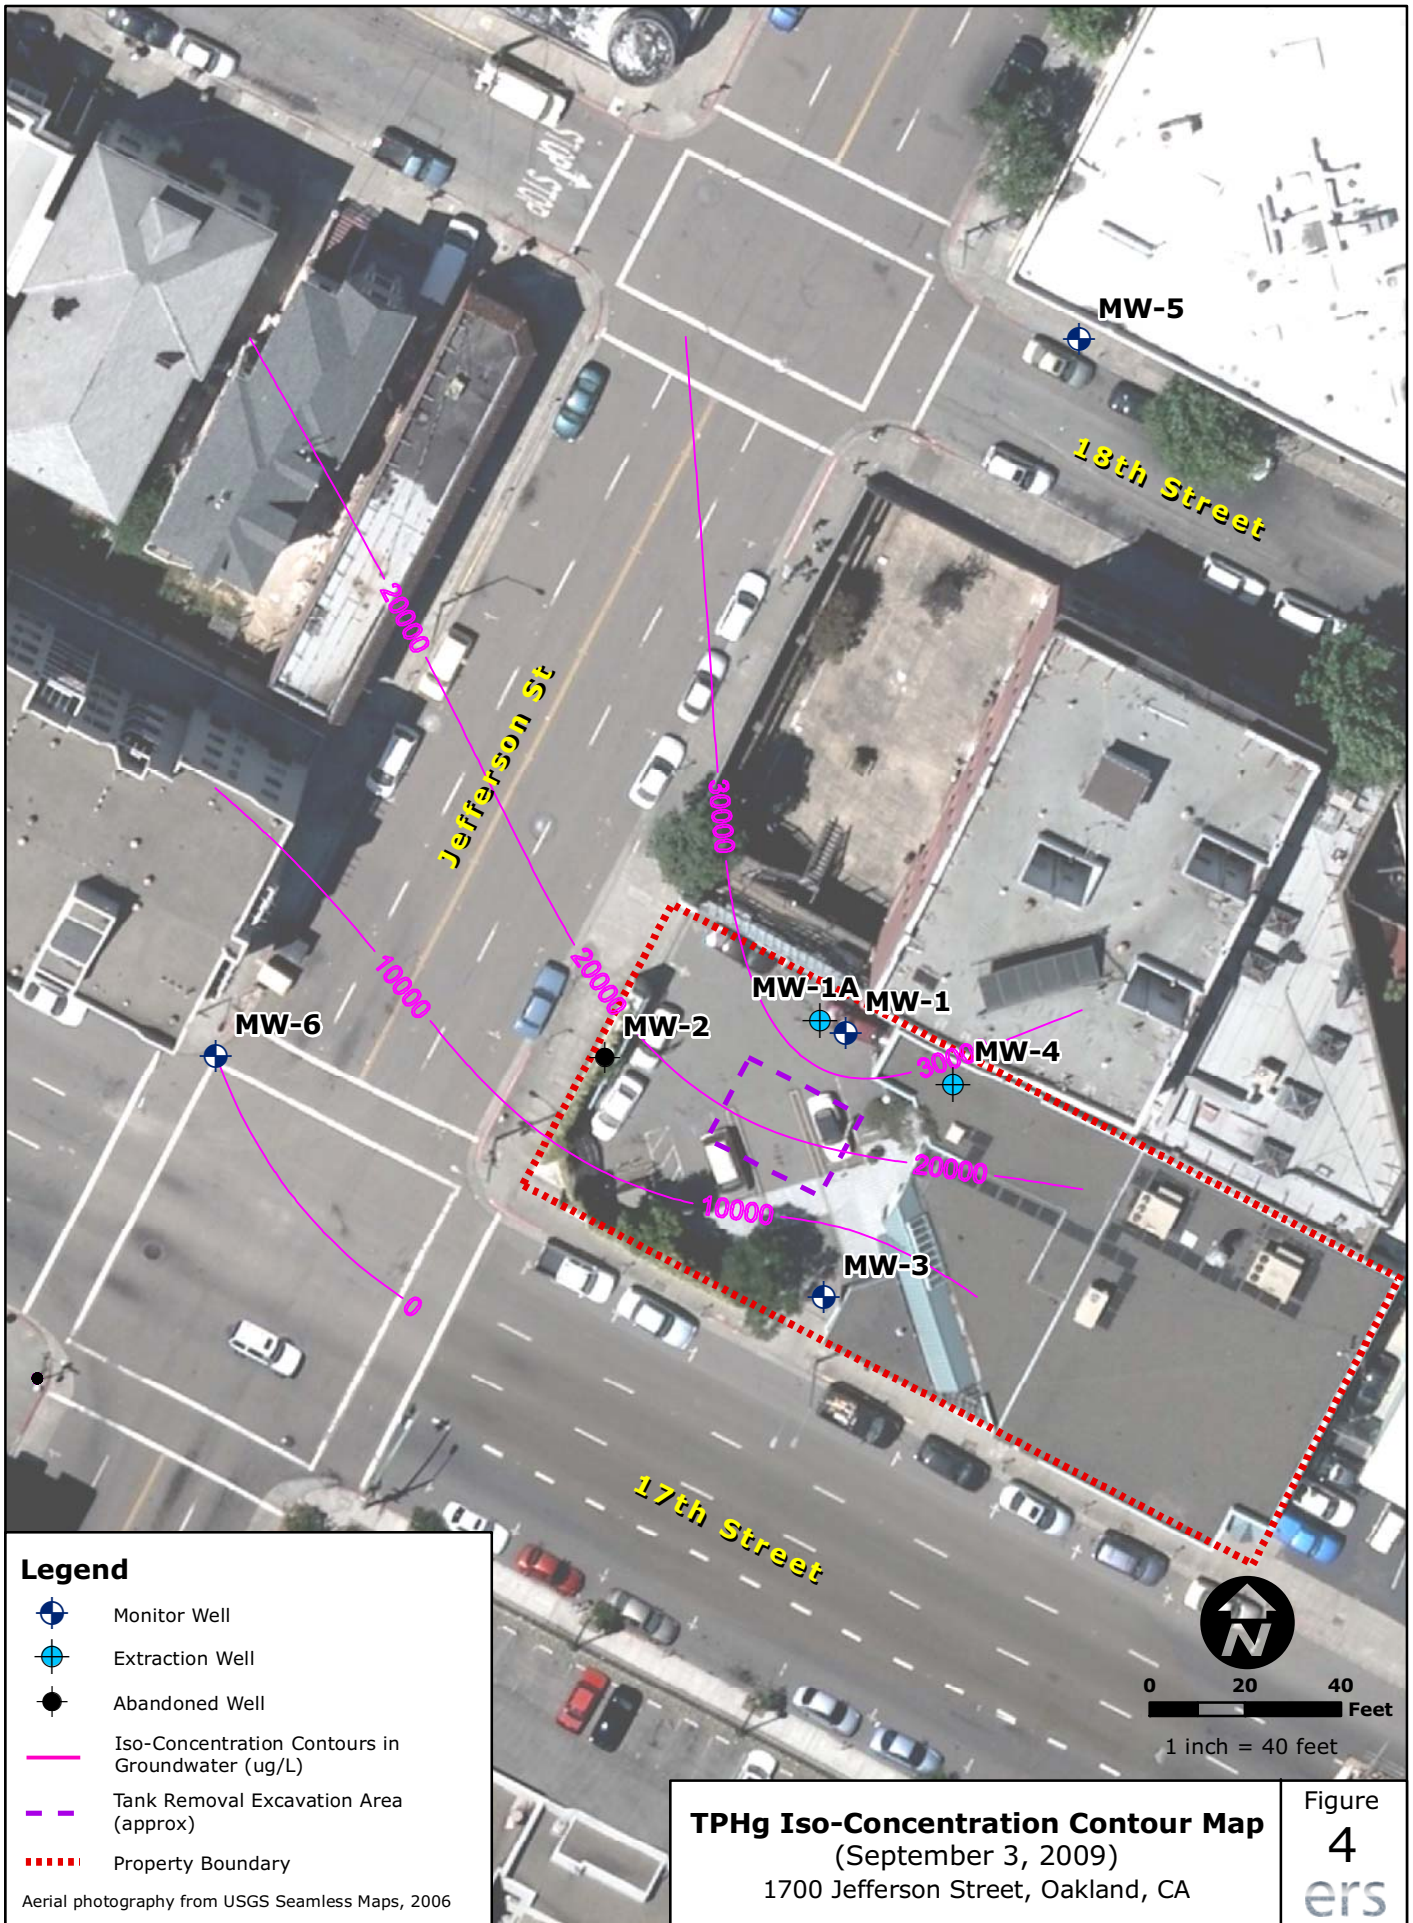 STOP STOP
MW-5
18th Street
20000
Jefferson St
30000
10000
20000
MW-6
MW-1A
MW-1
MW-2
3000
MW-4
20000
10000
MW-3
0
17th Street
Legend
Monitor Well
Extraction Well
Abandoned Well
Iso-Concentration Contours in
Groundwater (ug/L)
Tank Removal Excavation Area
(approx)
Property Boundary
Aerial photography from USGS Seamless Maps, 2006
N
0 20 40
Feet
1 inch = 40 feet
TPHg Iso-Concentration Contour Map
(September 3, 2009)
1700 Jefferson Street, Oakland, CA
Figure
4
ers